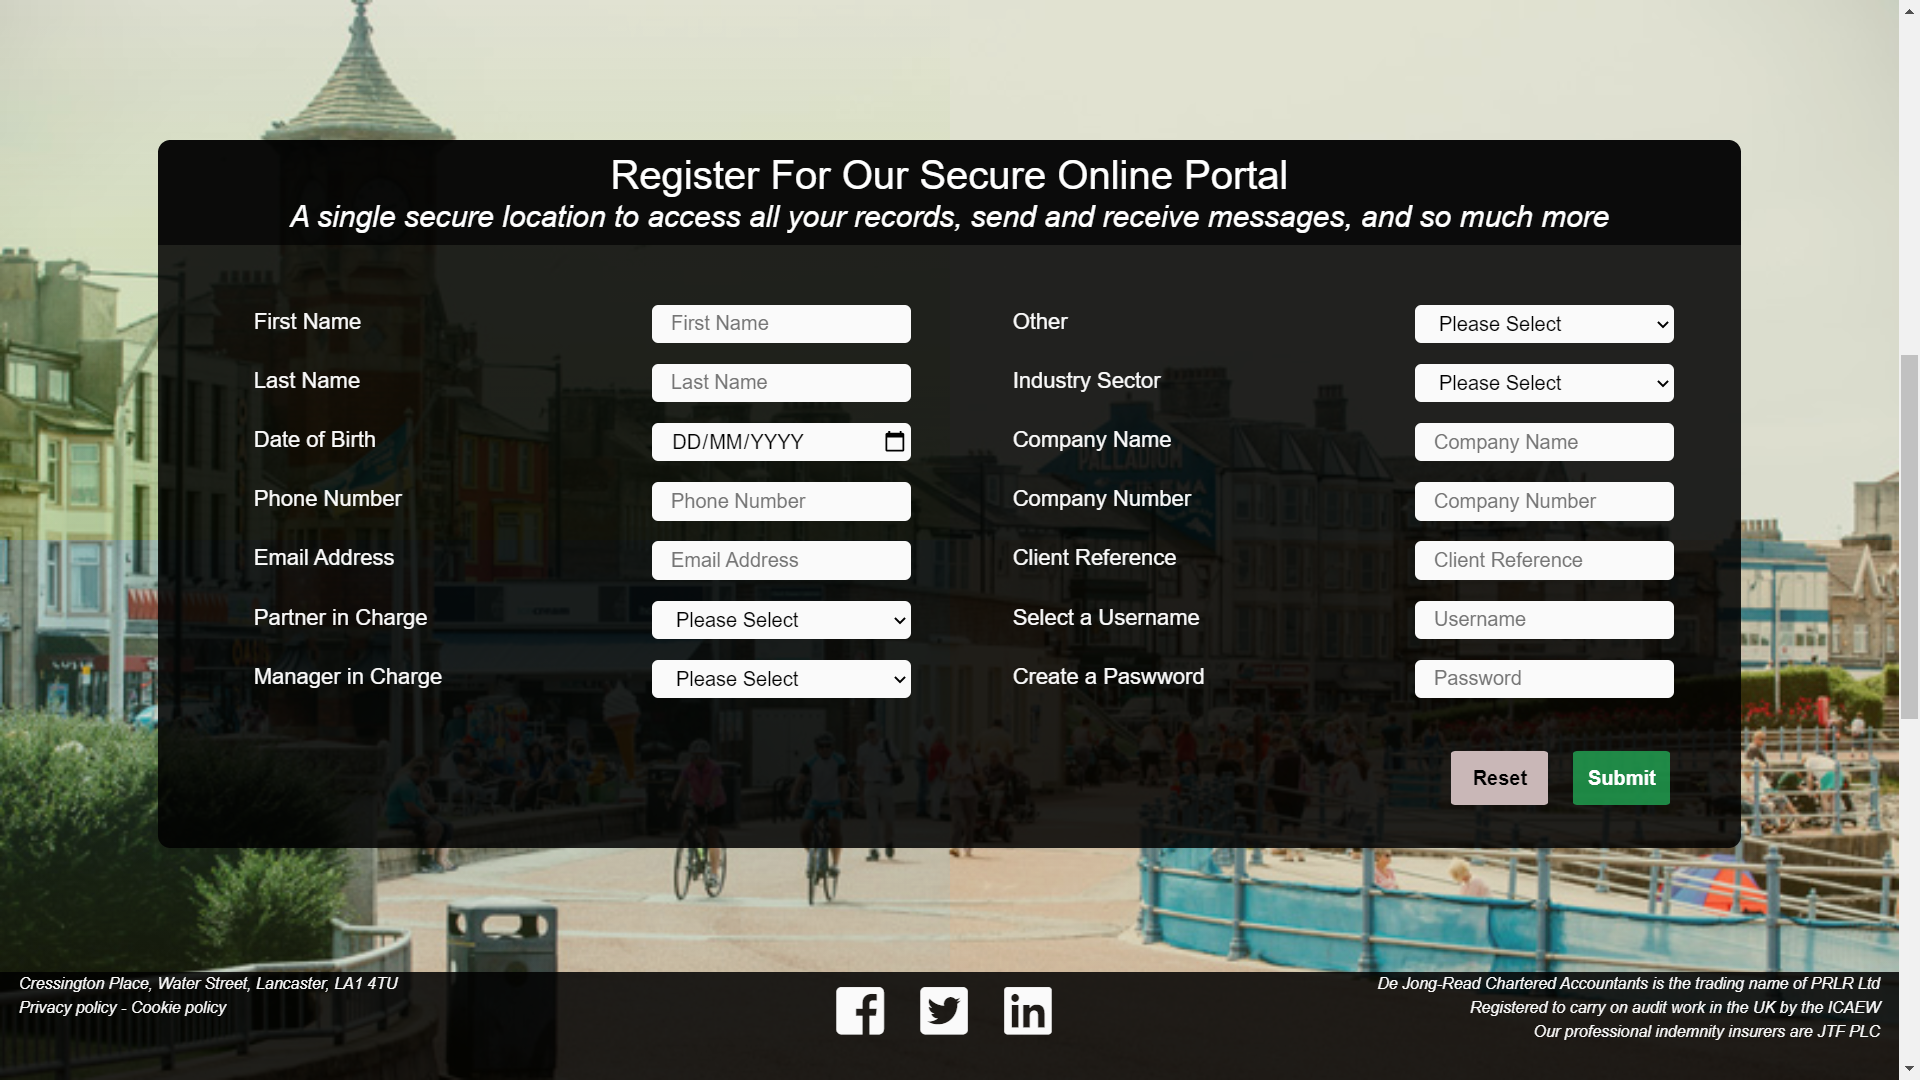 Register For Our Secure Online Portal
A single secure location to access all your records, send and receive messages, and so much more
First Name
First Name
Last Name
Last Name
Date of Birth
DD/MM/YYYY
Phone Number
Phone Number
Email Address
Email Address
Partner in Charge
Please Select
Manager in Charge
Please Select
Other
Please Select
Industry Sector
Please Select
Company Name
Company Name
Company Number
Company Number
Client Reference
Client Reference
Select a Username
Username
Create a Paswword
Password
Reset
Submit
PALLADIUM
CINEMA
Cressington Place, Water Street, Lancaster, LA1 4TU
Privacy policy - Cookie policy
De Jong-Read Chartered Accountants is the trading name of PRLR Ltd
Registered to carry on audit work in the UK by the ICAEW
Our professional indemnity insurers are JTF PLC